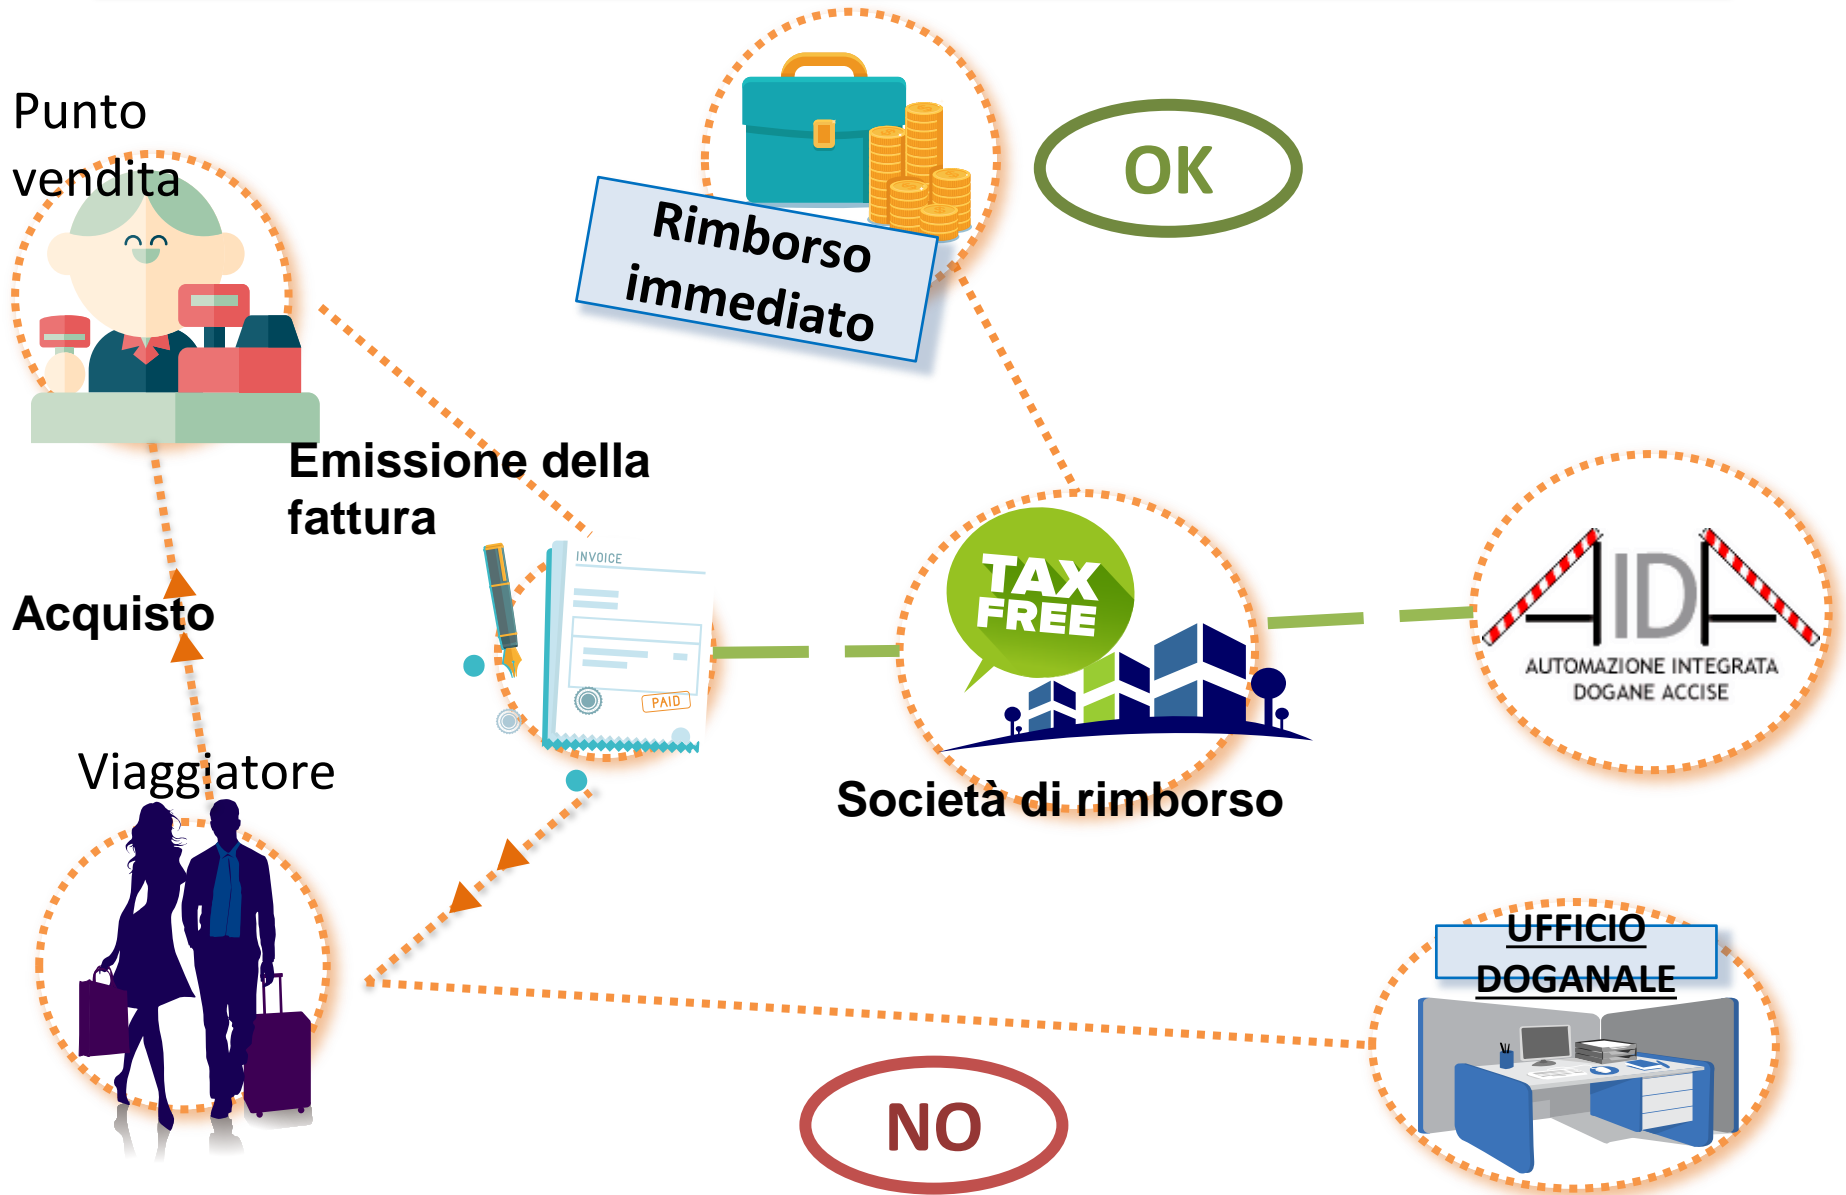 Punto
vendita
OK
Rimborso
immediato
Emissione della
fattura
INVOICE
PAID
TAX
FREE
AIDA
AUTOMAZIONE INTEGRATA
DOGANE ACCISE
Acquisto
Viaggiatore
Società di rimborso
UFFICIO
DOGANALE
NO